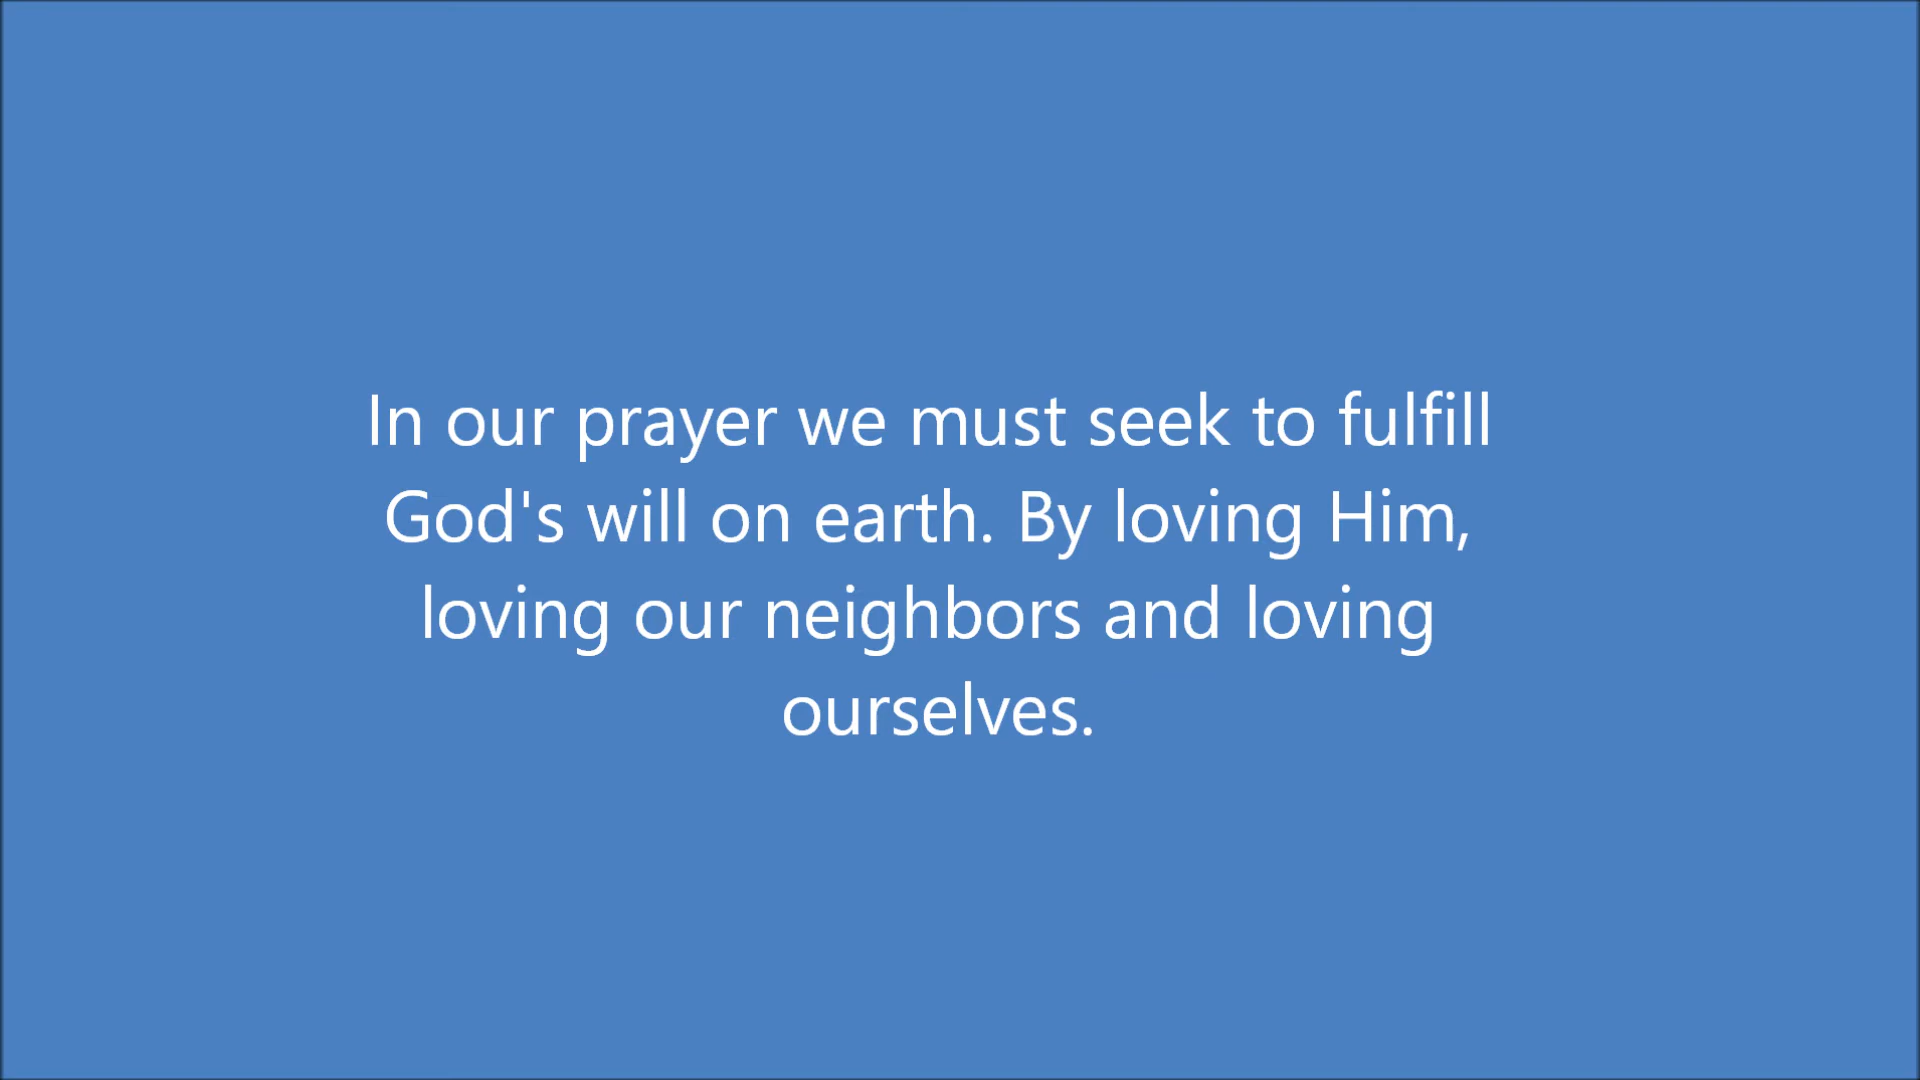 In our prayer we must seek to fulfill
God's will on earth. By loving Him,
loving our neighbors and loving
ourselves.